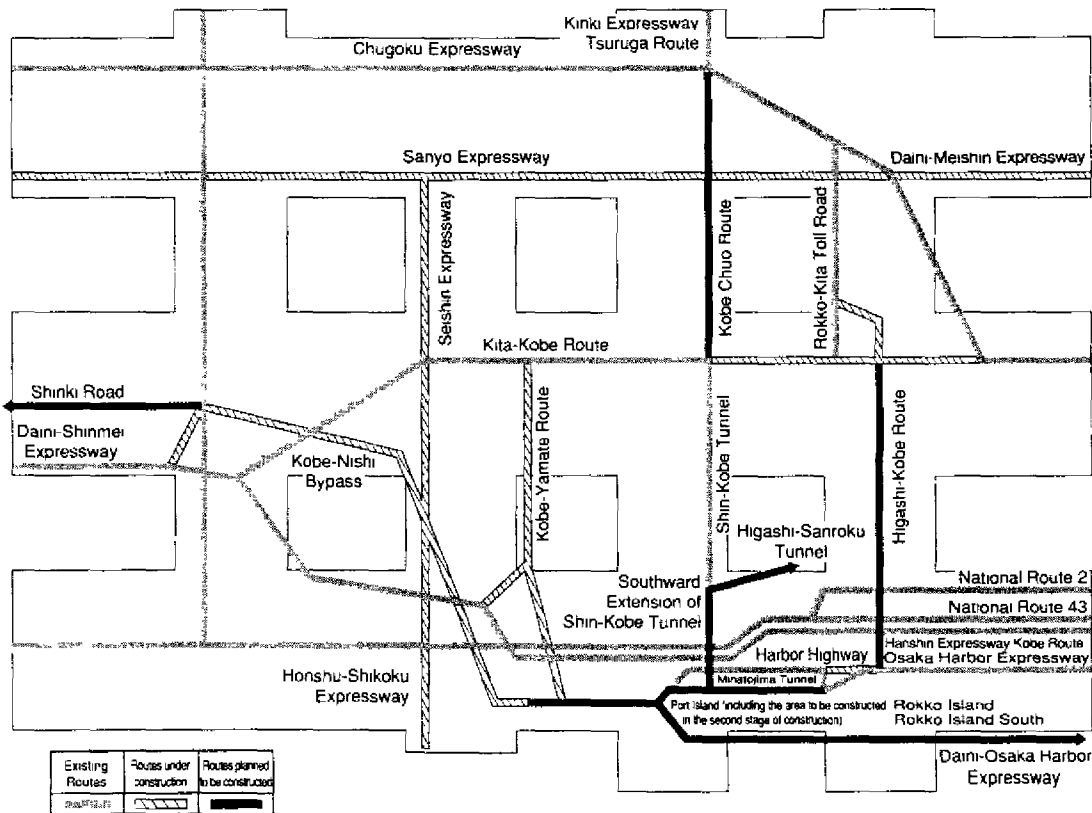 Kinki Expressway
Tsuruga Route
Chugoku Expressway
Sanyo Expressway
Daini-Meishin Expressway
Seishin Expressway
Kobe Chuo Route
Rokko-Kita Toll Road
Kita-Kobe Route
Shinki Road
Daini-Shinmei
Expressway
Kobe-Nishi
Bypass
Kobe-Yamate Route
Shin-Kobe Tunnel
Higashi-Kobe Route
Higashi-Sanroku
Tunnel
Southward
Extension of
Shin-Kobe Tunnel
National Route 2
National Route 43
Hanshin Expressway Kobe Route
Harbor Highway
Osaka Harbor Expressway
Honshu-Shikoku
Expressway
Minatojima Tunnel
Port Island (including the area to be constructed
in the second stage of construction)
Rokko Island
Rokko Island South
Daini-Osaka Harbor
Expressway
Existing
Routes
Routes under
construction
Routes planned
to be constructed